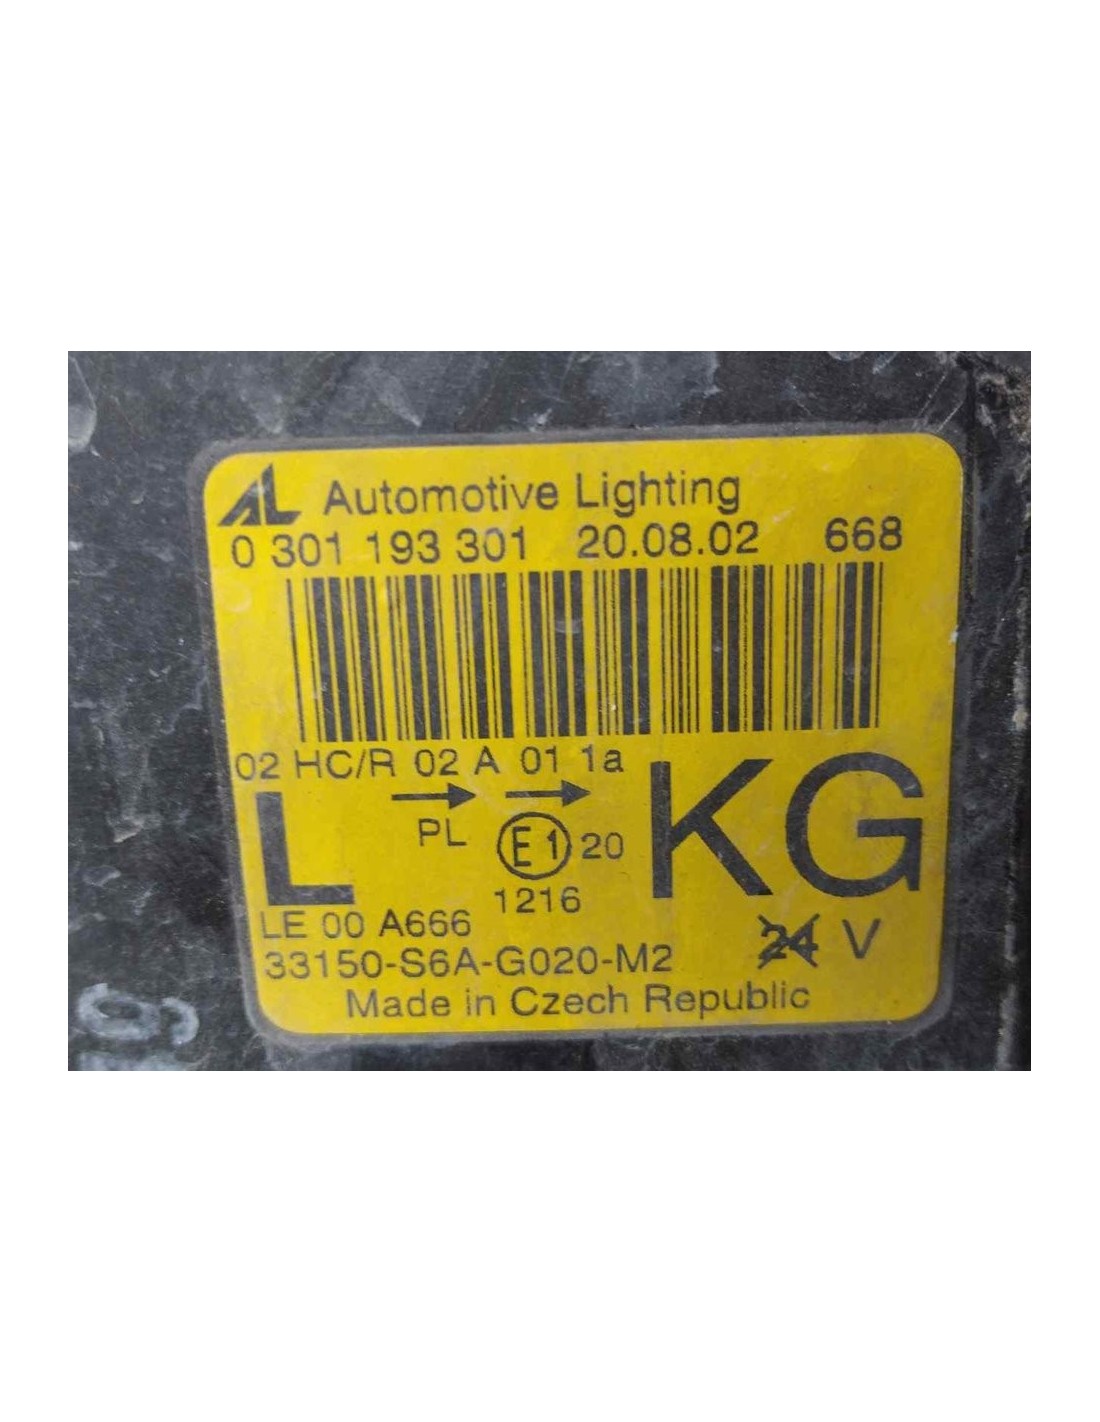 AL Automotive Lighting
0 301 193 301 20.08.02 668
02 HC/R 02 A 01 1a
L PL E1 20 KG
1216
LE 00 A666
24 V
33150-S6A-G020-M2
Made in Czech Republic